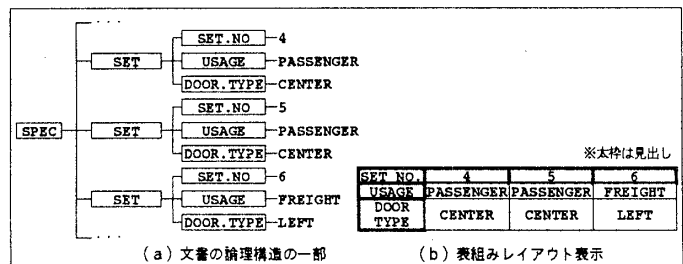 ...
SET
SET.NO 4
USAGE PASSENGER
DOOR.TYPE CENTER
SPEC
SET
SET.NO 5
USAGE PASSENGER
DOOR.TYPE CENTER
SET
SET.NO 6
USAGE FREIGHT
DOOR.TYPE LEFT
...
(a) 文書の論理構造の一部
※太枠は見出し
SET NO. 4 5 6
USAGE PASSENGER PASSENGER FREIGHT
DOOR TYPE CENTER CENTER LEFT
(b) 表組みレイアウト表示